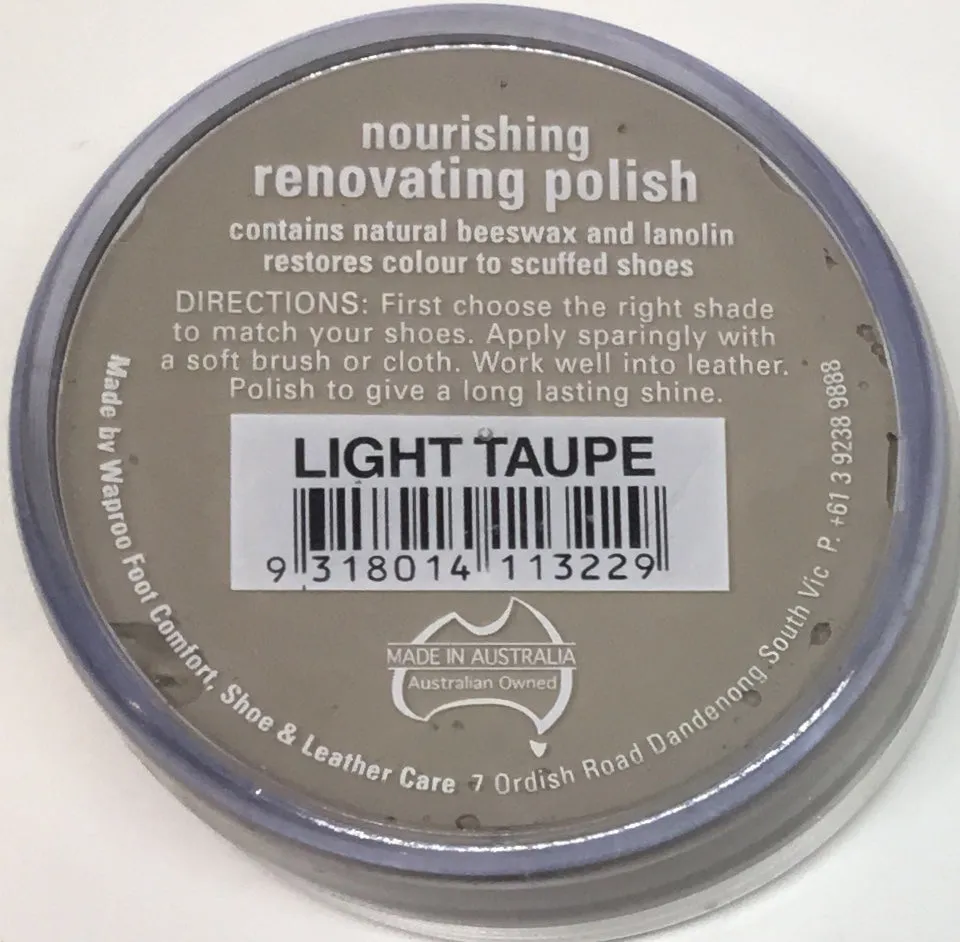 nourishing
renovating polish
contains natural beeswax and lanolin
restores colour to scuffed shoes
DIRECTIONS: First choose the right shade
to match your shoes. Apply sparingly with
a soft brush or cloth. Work well into leather.
Polish to give a long lasting shine.
LIGHT TAUPE
9 318014 113229
MADE IN AUSTRALIA
Australian Owned
Made by Waproo Foot Comfort, Shoe & Leather Care 7 Ordish Road Dandenong South Vic P. +61 3 9238 9888